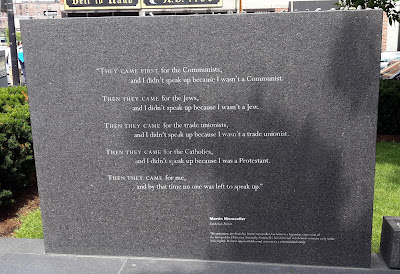 "THEY CAME FIRST for the Communists,
and I didn't speak up because I wasn't a Communist.
THEN THEY CAME for the Jews,
and I didn't speak up because I wasn't a Jew.
THEN THEY CAME for the trade unionists,
and I didn't speak up because I wasn't a trade unionist.
THEN THEY CAME for the Catholics,
and I didn't speak up because I was a Protestant.
THEN THEY CAME for me,
and by that time no one was left to speak up."
Martin Niemoeller